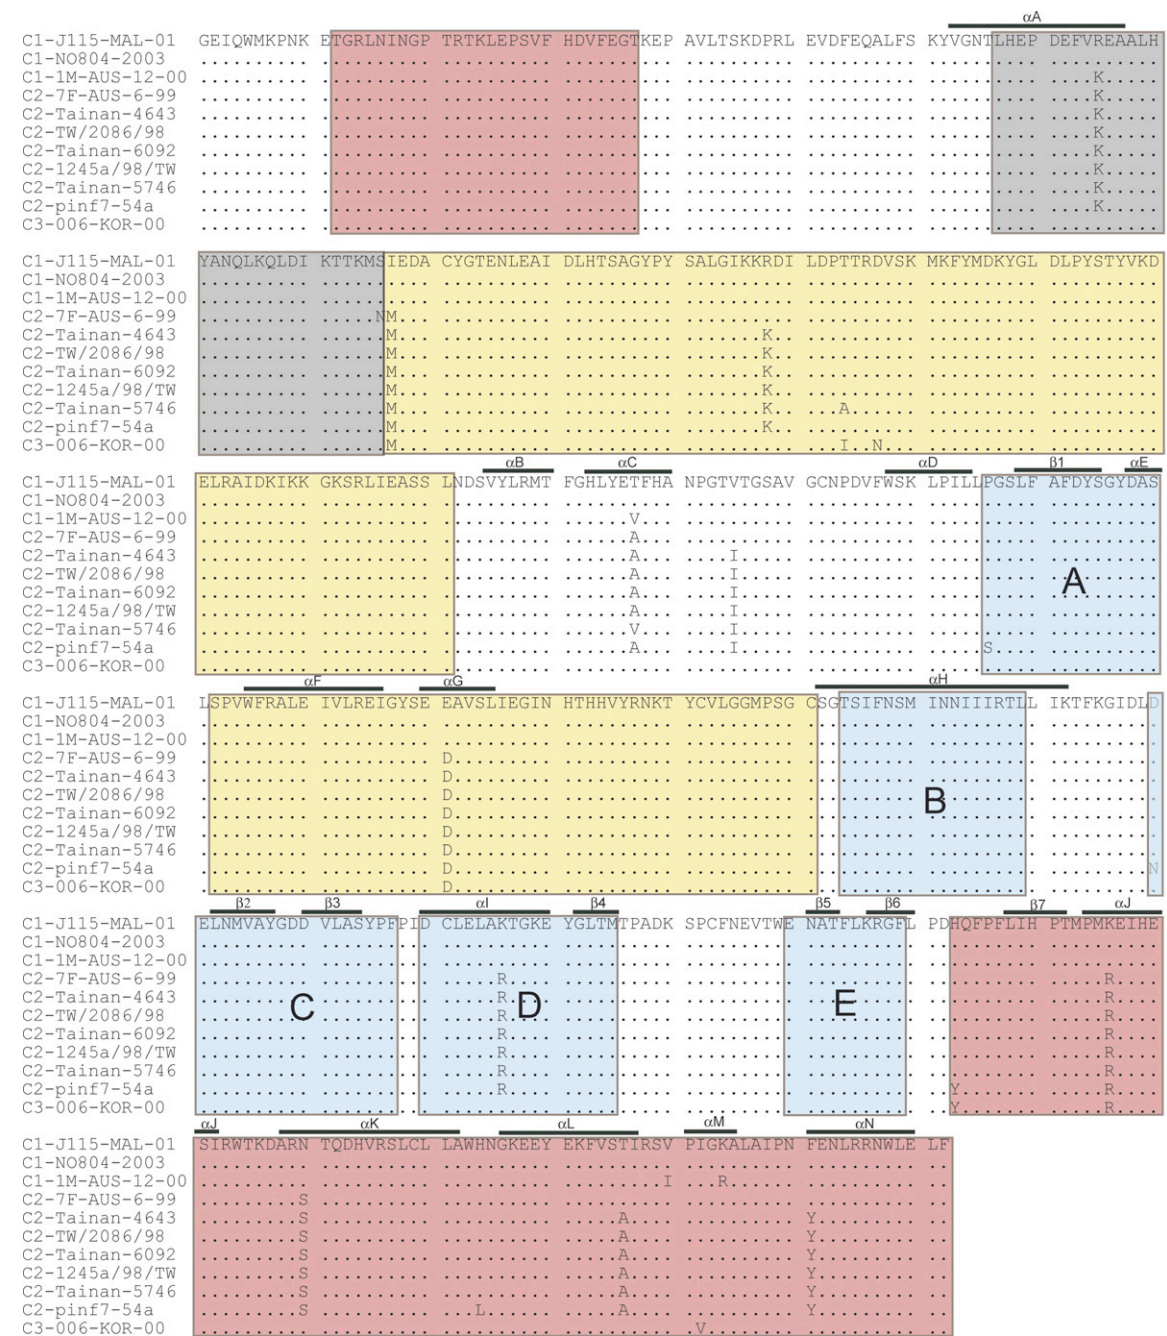 αA
C1-J115-MAL-01 GEIQWMKPNK ETGRLNINGP TRTKLEPSVF HDVFEGTKEP AVLTSKDPRL EVDFEQALFS KYVGNTLHEP DEFVREAALH
C1-NO804-2003 .......... .......... .......... .......... .......... .......... .......... ..........
C1-1M-AUS-12-00 .......... .......... .......... .......... .......... .......... .......... ....K.....
C2-7F-AUS-6-99 .......... .......... .......... .......... .......... .......... .......... ....K.....
C2-Tainan-4643 .......... .......... .......... .......... .......... .......... .......... ....K.....
C2-TW/2086/98 .......... .......... .......... .......... .......... .......... .......... ....K.....
C2-Tainan-6092 .......... .......... .......... .......... .......... .......... .......... ....K.....
C2-1245a/98/TW .......... .......... .......... .......... .......... .......... .......... ....K.....
C2-Tainan-5746 .......... .......... .......... .......... .......... .......... .......... ....K.....
C2-pinf7-54a .......... .......... .......... .......... .......... .......... .......... ....K.....
C3-006-KOR-00 .......... .......... .......... .......... .......... .......... .......... ..........
C1-J115-MAL-01 YANQLKQLDI KTTKMSIEDA CYGTENLEAI DLHTSAGYPY SALGIKKRDI LDPTTRDVSK MKFYMDKYGL DLPYSTYVKD
C1-NO804-2003 .......... .......... .......... .......... .......... .......... .......... ..........
C1-1M-AUS-12-00 .......... .......... .......... .......... .......... .......... .......... ..........
C2-7F-AUS-6-99 .......... .....NM... .......... .......... .......... .......... .......... ..........
C2-Tainan-4643 .......... ......M... .......... .......... .......K.. .......... .......... ..........
C2-TW/2086/98 .......... ......M... .......... .......... .......K.. .......... .......... ..........
C2-Tainan-6092 .......... ......M... .......... .......... .......K.. .......... .......... ..........
C2-1245a/98/TW .......... ......M... .......... .......... .......K.. .......... .......... ..........
C2-Tainan-5746 .......... ......M... .......... .......... .......K.. ...A...... .......... ..........
C2-pinf7-54a .......... ......M... .......... .......... .......K.. .......... .......... ..........
C3-006-KOR-00 .......... ......M... .......... .......... .......... ...I..N... .......... ..........
αB αC αD β1 αE
C1-J115-MAL-01 ELRAIDKIKK GKSRLIEASS LNDSVYLRMT FGHLYETFHA NPGTVTGSAV GCNPDVFWSK LPILLPGSLF AFDYSGYDAS
C1-NO804-2003 .......... .......... .......... .......... .......... .......... .......... ..........
C1-1M-AUS-12-00 .......... .......... .......... ......V... .......... .......... .......... ..........
C2-7F-AUS-6-99 .......... .......... .......... ......A... .......... .......... .......... ..........
C2-Tainan-4643 .......... .......... .......... ......A... ....I..... .......... .......... ..........
C2-TW/2086/98 .......... .......... .......... ......A... ....I..... .......... .......... ..........
C2-Tainan-6092 .......... .......... .......... ......A... ....I..... .......... .......... ..........
A
C2-1245a/98/TW .......... .......... .......... ......A... ....I..... .......... .......... ..........
C2-Tainan-5746 .......... .......... .......... ......V... ....I..... .......... .......... ..........
C2-pinf7-54a .......... .......... .......... ......A... ....I..... .......... .....S.... ..........
C3-006-KOR-00 .......... .......... .......... .......... .......... .......... .......... ..........
αF αG αH
C1-J115-MAL-01 LSPVWFRALE IVLREIGYSE EAVSLIEGIN HTHHVYRNKT YCVLGGMPSG CSGTSIFNSM INNIIIRTLL IKTFKGIDLD
C1-NO804-2003 .......... .......... .......... .......... .......... .......... .......... ..........
C1-1M-AUS-12-00 .......... .......... .......... .......... .......... .......... .......... ..........
C2-7F-AUS-6-99 .......... .......... D......... .......... .......... .......... .......... ..........
C2-Tainan-4643 .......... .......... D......... .......... .......... .......... .......... ..........
C2-TW/2086/98 .......... .......... D......... .......... .......... .......... .......... ..........
B
C2-Tainan-6092 .......... .......... D......... .......... .......... .......... .......... ..........
C2-1245a/98/TW .......... .......... D......... .......... .......... .......... .......... ..........
C2-Tainan-5746 .......... .......... D......... .......... .......... .......... .......... ..........
C2-pinf7-54a .......... .......... D......... .......... .......... .......... .......... .........N
C3-006-KOR-00 .......... .......... D......... .......... .......... .......... .......... ..........
β2 β3 αI β4 β5 β6 β7 αJ
C1-J115-MAL-01 ELNMVAYGDD VLASYPFPID CLELAKTGKE YGLTMTPADK SPCFNEVTWE NATFLKRGFL PDHQFPFLIH PTMPMKEIHE
C1-NO804-2003 .......... .......... .......... .......... .......... .......... .......... ..........
C1-1M-AUS-12-00 .......... .......... .......... .......... .......... .......... .......... ..........
C2-7F-AUS-6-99 .......... .......... .....R.... .......... .......... .......... .......... .....R....
C2-Tainan-4643 .......... .......... .....R.... .......... .......... .......... .......... .....R....
C D E
C2-TW/2086/98 .......... .......... .....R.... .......... .......... .......... .......... .....R....
C2-Tainan-6092 .......... .......... .....R.... .......... .......... .......... .......... .....R....
C2-1245a/98/TW .......... .......... .....R.... .......... .......... .......... .......... .....R....
C2-Tainan-5746 .......... .......... .....R.... .......... .......... .......... .......... .....R....
C2-pinf7-54a .......... .......... .....R.... .......... .......... .......... ..Y....... .....R....
C3-006-KOR-00 .......... .......... .......... .......... .......... .......... ..Y....... .....R....
αJ αK αL αM αN
C1-J115-MAL-01 SIRWTKDARN TQDHVRSLCL LAWHNGKEEY EKFVSTIRSV PIGKALAIPN FENLRRNWLE LF
C1-NO804-2003 .......... .......... .......... .......... .......... .......... ..
C1-1M-AUS-12-00 .......... .......... .......... .........I ...R...... .......... ..
C2-7F-AUS-6-99 .........S .......... .......... .......... .......... .......... ..
C2-Tainan-4643 .........S .......... .......... .....A.... .......... Y......... ..
C2-TW/2086/98 .........S .......... .......... .....A.... .......... Y......... ..
C2-Tainan-6092 .........S .......... .......... .....A.... .......... Y......... ..
C2-1245a/98/TW .........S .......... .......... .....A.... .......... Y......... ..
C2-Tainan-5746 .........S .......... .......... .....A.... .......... Y......... ..
C2-pinf7-54a .........S .......... ...L...... .....A.... .......... Y......... ..
C3-006-KOR-00 .......... .......... .......... .......... .V........ .......... ..